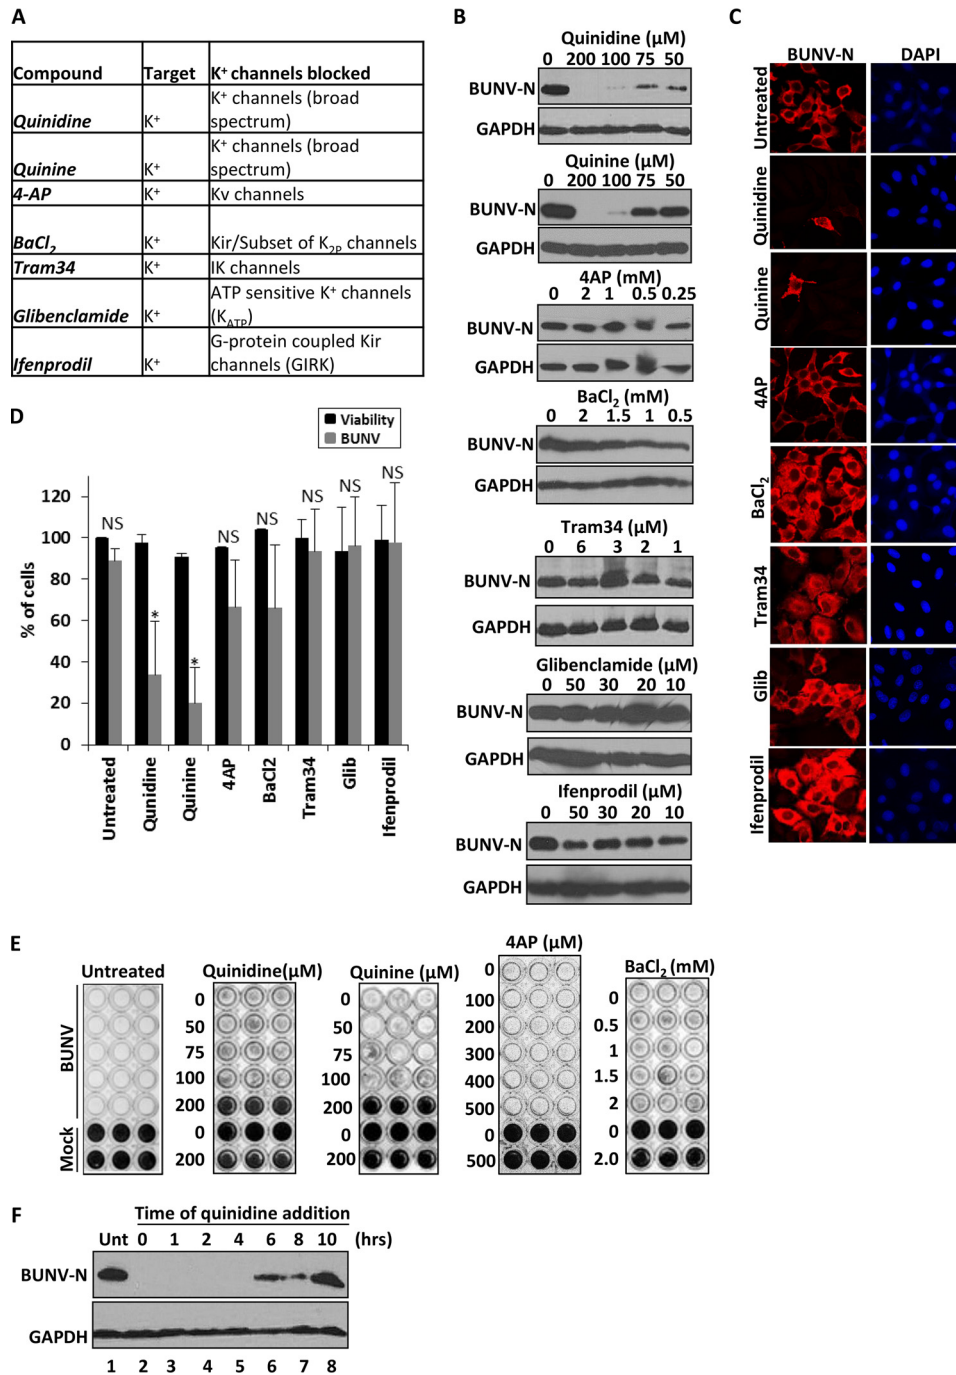 A
Compound Target K⁺ channels blocked
Quinidine K⁺ K⁺ channels (broad spectrum)
Quinine K⁺ K⁺ channels (broad spectrum)
4-AP K⁺ Kv channels
BaCl₂ K⁺ Kir/Subset of K₂P channels
Tram34 K⁺ IK channels
Glibenclamide K⁺ ATP sensitive K⁺ channels (KATP)
Ifenprodil K⁺ G-protein coupled Kir channels (GIRK)
B
Quinidine (μM)
0 200 100 75 50
BUNV-N
GAPDH
Quinine (μM)
0 200 100 75 50
BUNV-N
GAPDH
4AP (mM)
0 2 1 0.5 0.25
BUNV-N
GAPDH
BaCl₂ (mM)
0 2 1.5 1 0.5
BUNV-N
GAPDH
Tram34 (μM)
0 6 3 2 1
BUNV-N
GAPDH
Glibenclamide (μM)
0 50 30 20 10
BUNV-N
GAPDH
Ifenprodil (μM)
0 50 30 20 10
BUNV-N
GAPDH
C
BUNV-N DAPI
Untreated
Quinidine
Quinine
4AP
BaCl₂
Tram34
Glib
Ifenprodil
D
Viability
BUNV
% of cells
120
100
80
60
40
20
0
NS * * NS NS NS NS NS
Untreated
Qunidine
Quinine
4AP
BaCl2
Tram34
Glib
Ifenprodil
E
Untreated
BUNV
Mock
Quinidine(μM)
0
50
75
100
200
0
200
Quinine (μM)
0
50
75
100
200
0
200
4AP (μM)
0
100
200
300
400
500
0
500
BaCl₂ (mM)
0
0.5
1
1.5
2
0
2.0
F
Time of quinidine addition
Unt 0 1 2 4 6 8 10 (hrs)
BUNV-N
GAPDH
1 2 3 4 5 6 7 8